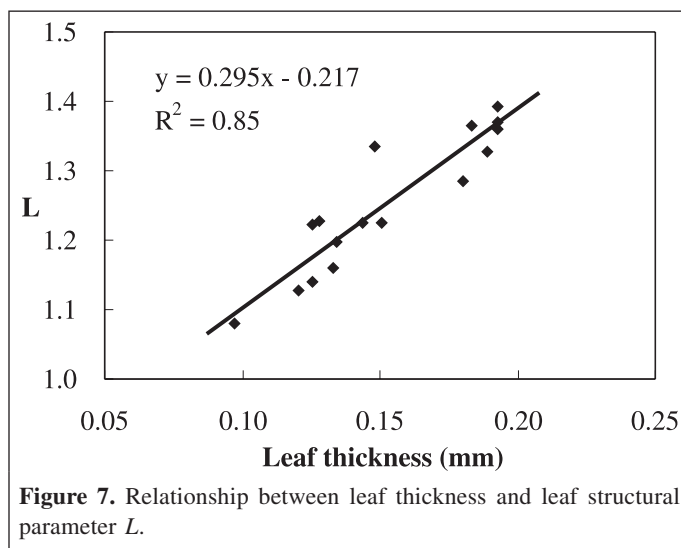 1.5
y = 0.295x - 0.217
R² = 0.85
1.4
1.3
L
1.2
1.1
1.0
0.05 0.10 0.15 0.20 0.25
Leaf thickness (mm)
Figure 7. Relationship between leaf thickness and leaf structural
parameter L.